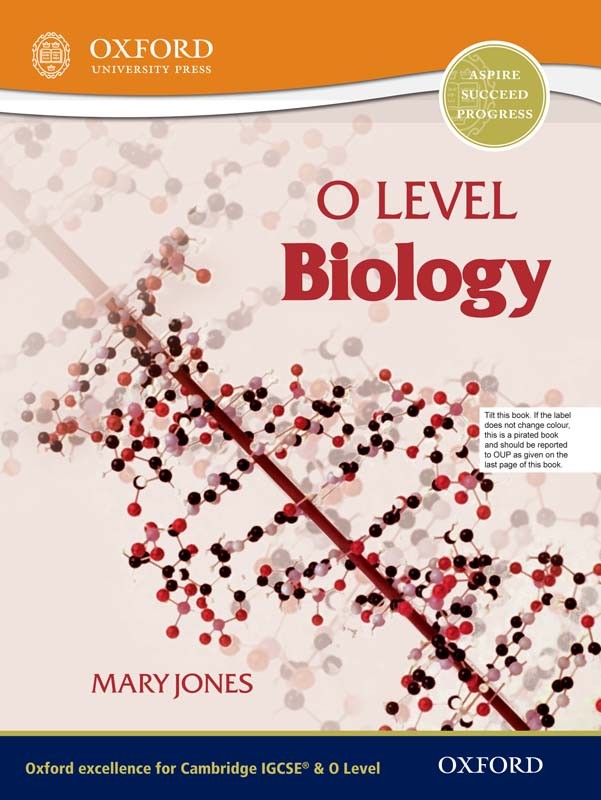 OXFORD
UNIVERSITY PRESS
ASPIRE
SUCCEED
PROGRESS
O LEVEL
Biology
Tilt this book. If the label
does not change colour,
this is a pirated book
and should be reported
to OUP as given on the
last page of this book.
MARY JONES
Oxford excellence for Cambridge IGCSE® & O Level
OXFORD